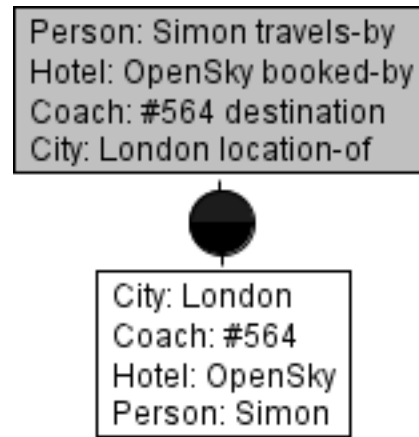 Person: Simon travels-by
Hotel: OpenSky booked-by
Coach: #564 destination
City: London location-of
City: London
Coach: #564
Hotel: OpenSky
Person: Simon